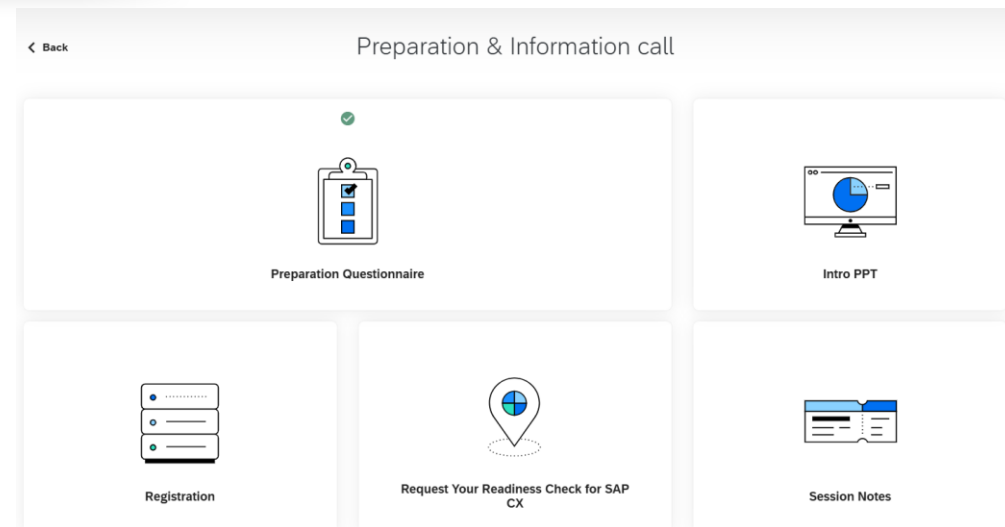 Back
Preparation & Information call
Preparation Questionnaire
Intro PPT
Registration
Request Your Readiness Check for SAP
CX
Session Notes